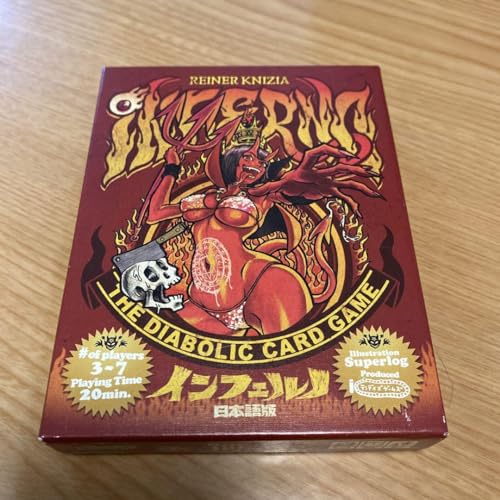 REINER KNIZIA
INFERNO
THE DIABOLIC CARD GAME
# of players
3~7
Playing Time
20min.
インフェルノ
日本語版
Illustration
Superlog
Produced